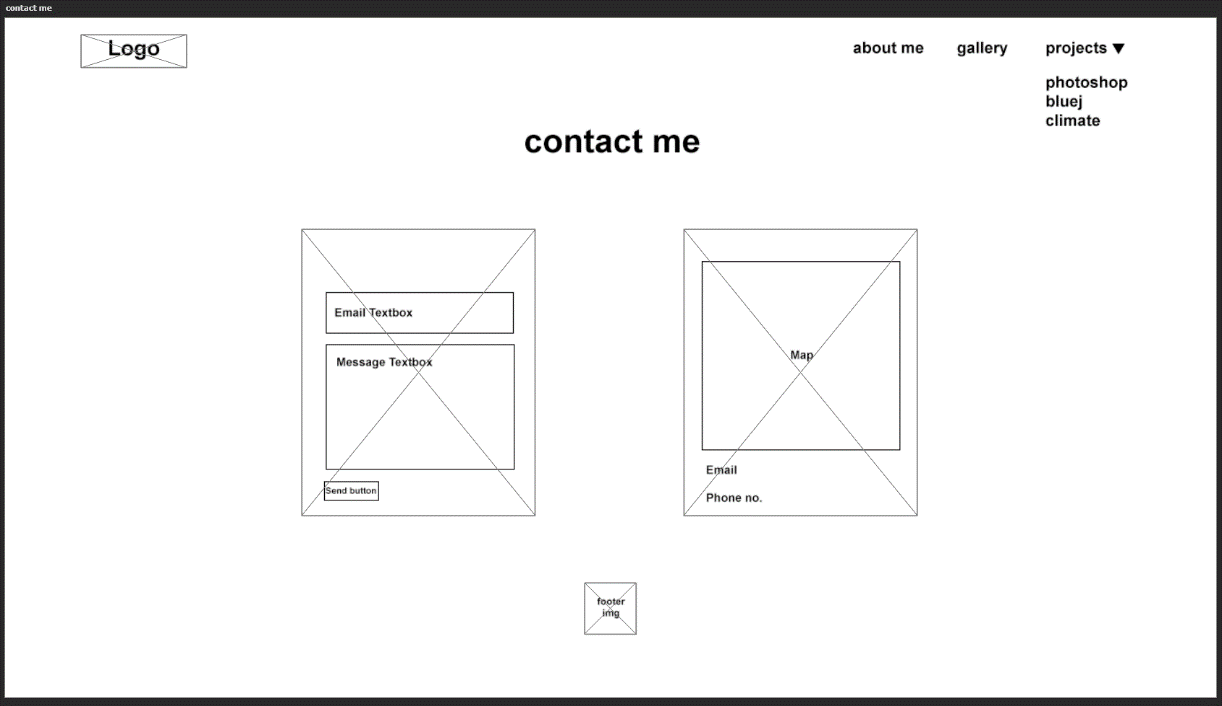 contact me
Logo
about me
gallery
projects ▼
photoshop
bluej
climate
contact me
Email Textbox
Message Textbox
Send button
Map
Email
Phone no.
footer
img